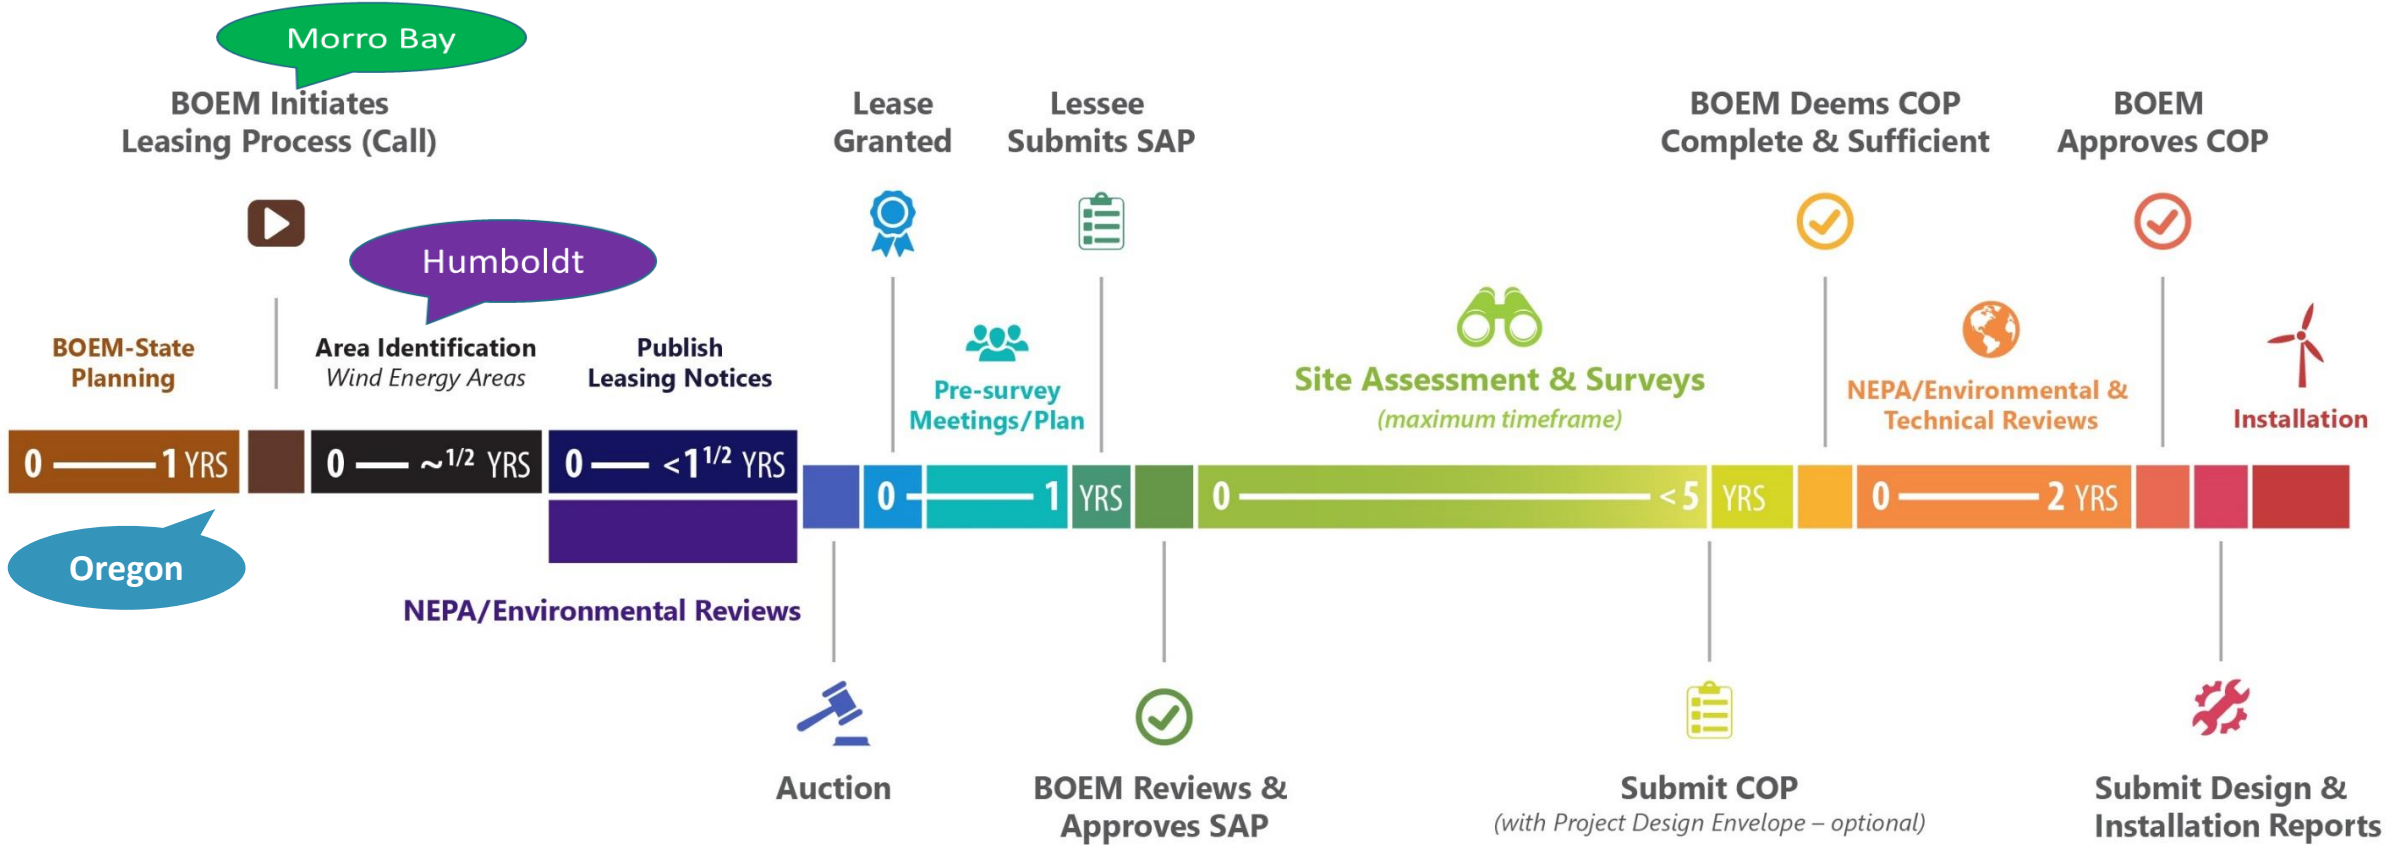 Morro Bay
BOEM Initiates
Leasing Process (Call)
Lease
Granted
Lessee
Submits SAP
BOEM Deems COP
Complete & Sufficient
BOEM
Approves COP
Humboldt
BOEM-State
Planning
Area Identification
Wind Energy Areas
Publish
Leasing Notices
Pre-survey
Meetings/Plan
Site Assessment & Surveys
(maximum timeframe)
NEPA/Environmental &
Technical Reviews
Installation
0 1 YRS
0 ~1/2 YRS
0 <1 1/2 YRS
0 1 YRS
0 <5 YRS
0 2 YRS
Oregon
NEPA/Environmental Reviews
Auction
BOEM Reviews &
Approves SAP
Submit COP
(with Project Design Envelope – optional)
Submit Design &
Installation Reports